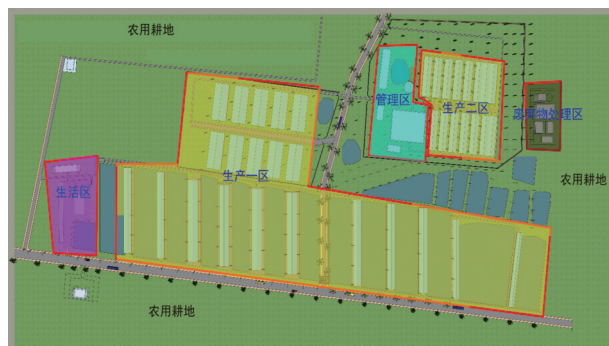 农用耕地
管理区
生产二区
废弃物处理区
生产一区
农用耕地
生活区
农用耕地